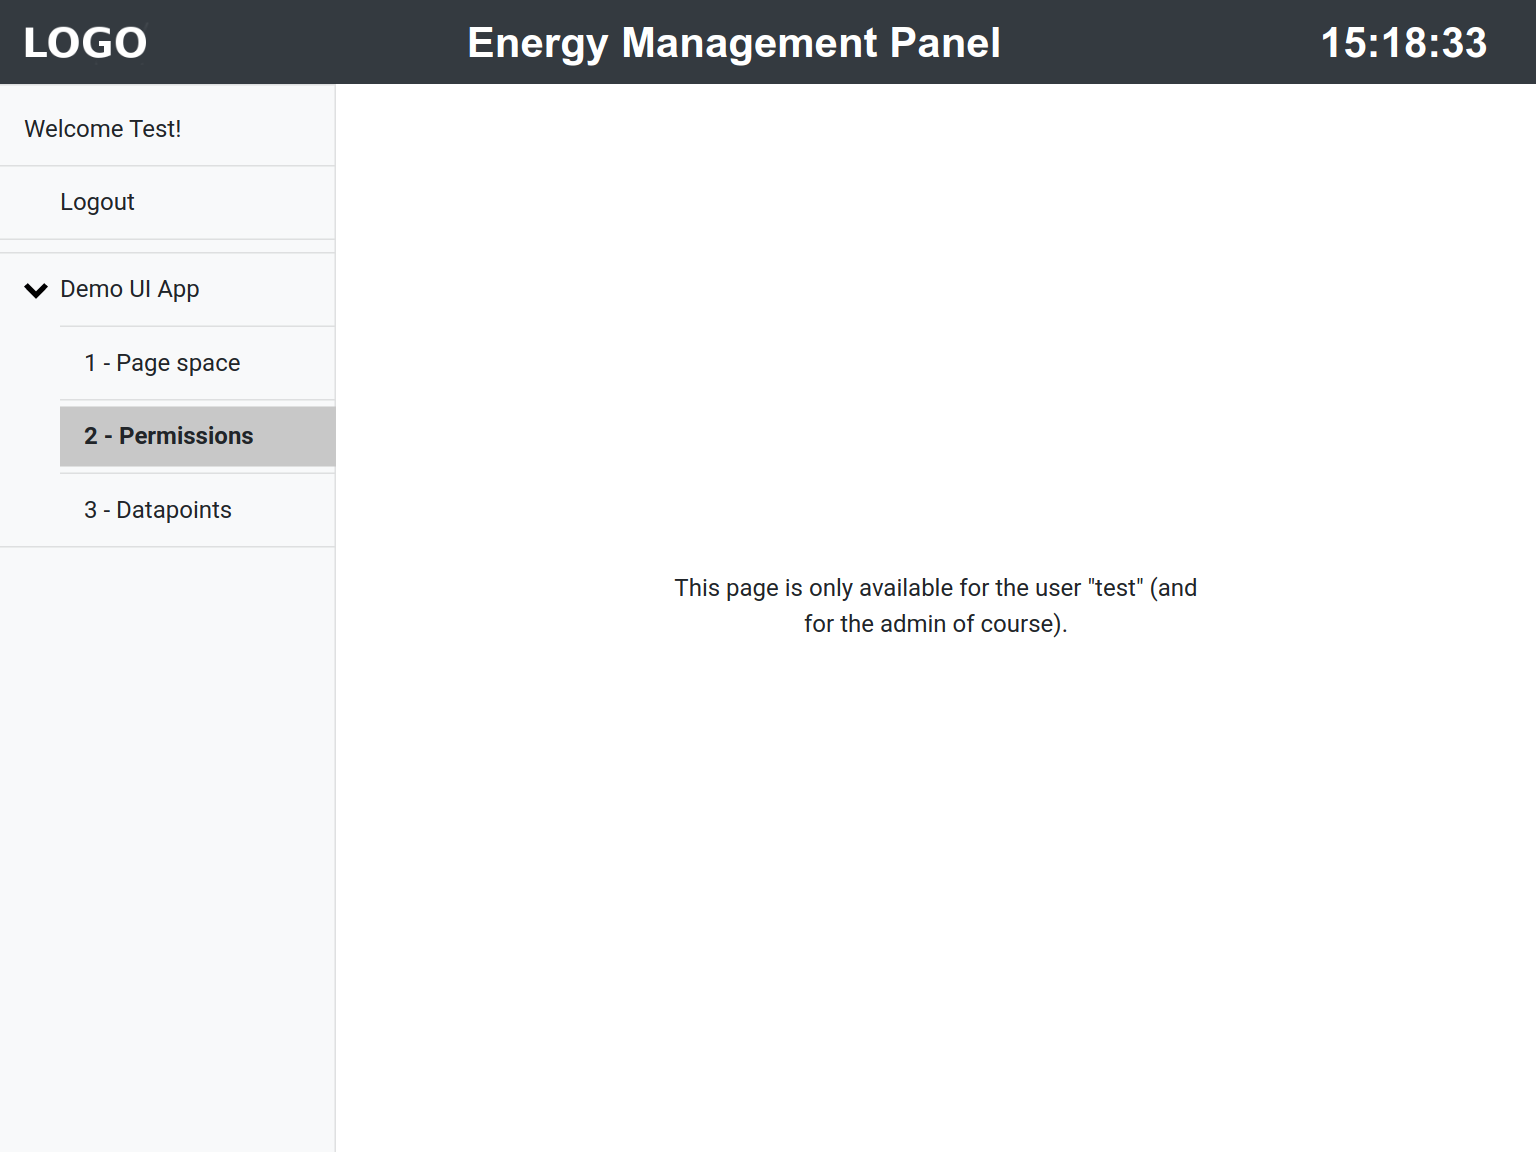 LOGO
Energy Management Panel
15:18:33
Welcome Test!
Logout
Demo UI App
1 - Page space
2 - Permissions
3 - Datapoints
This page is only available for the user "test" (and
for the admin of course).